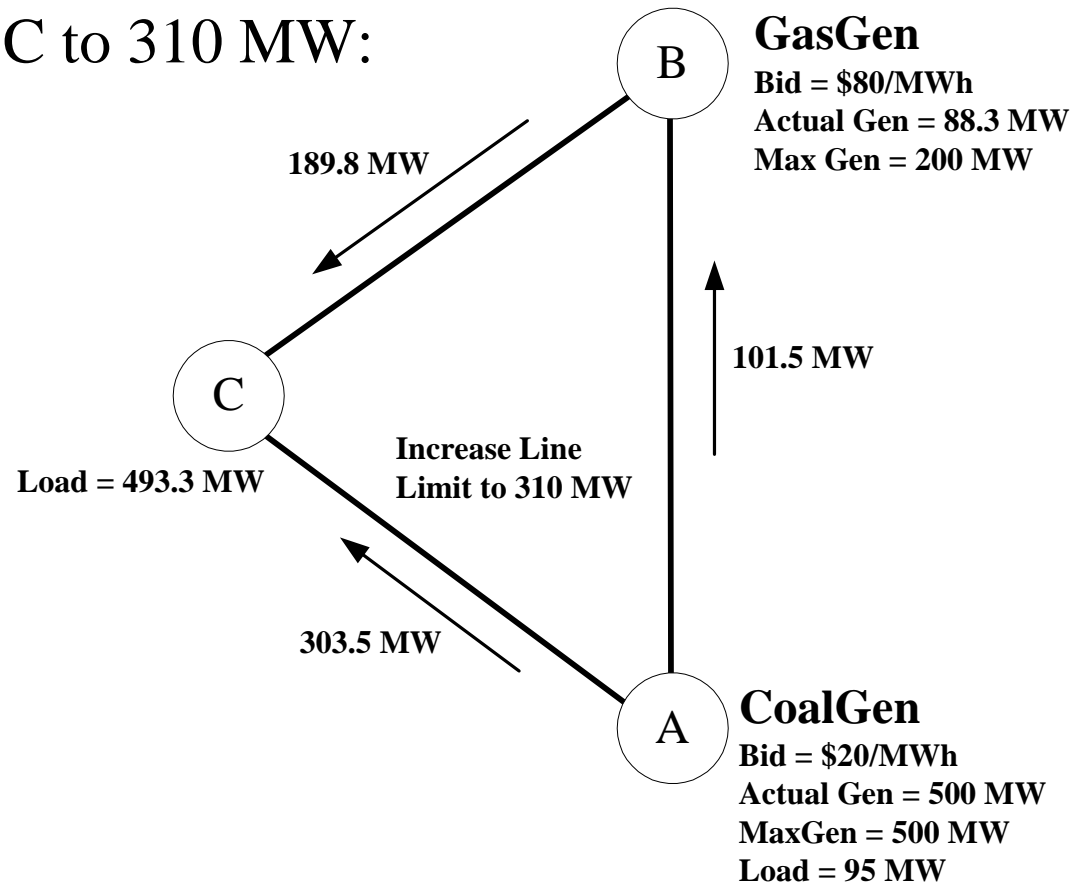 C to 310 MW:
B
GasGen
Bid = $80/MWh
Actual Gen = 88.3 MW
Max Gen = 200 MW
189.8 MW
101.5 MW
C
Load = 493.3 MW
Increase Line
Limit to 310 MW
303.5 MW
A
CoalGen
Bid = $20/MWh
Actual Gen = 500 MW
MaxGen = 500 MW
Load = 95 MW